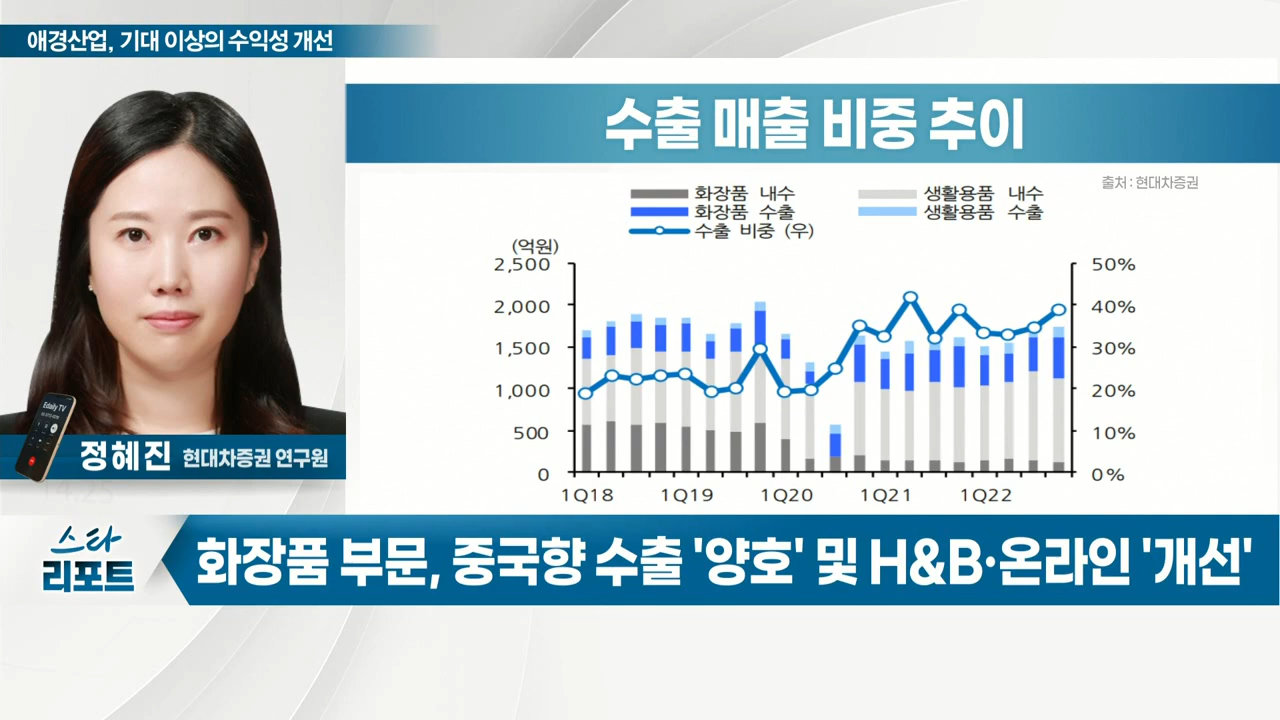 애경산업, 기대 이상의 수익성 개선
수출 매출 비중 추이
출처 : 현대차증권
화장품 내수
생활용품 내수
화장품 수출
생활용품 수출
수출 비중 (우)
(억원)
2,500
2,000
1,500
1,000
500
0
50%
40%
30%
20%
10%
0%
1Q18
1Q19
1Q20
1Q21
1Q22
Edaily TV
정혜진 현대차증권 연구원
스타
리포트
화장품 부문, 중국향 수출 '양호' 및 H&B·온라인 '개선'